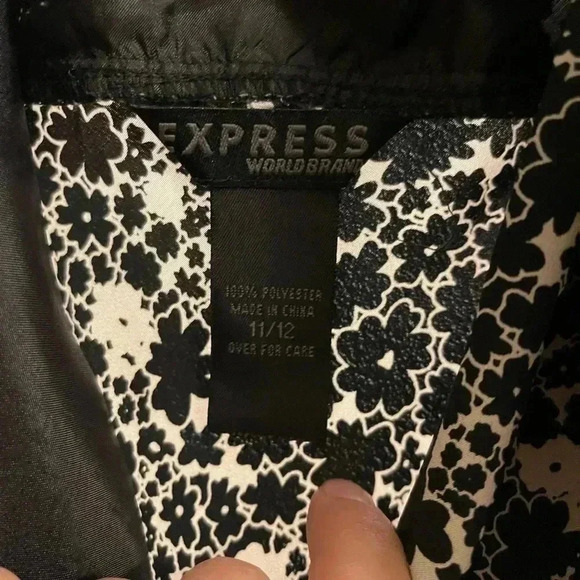 EXPRESS
WORLD BRAND
100% POLYESTER
MADE IN CHINA
11/12
OVER FOR CARE